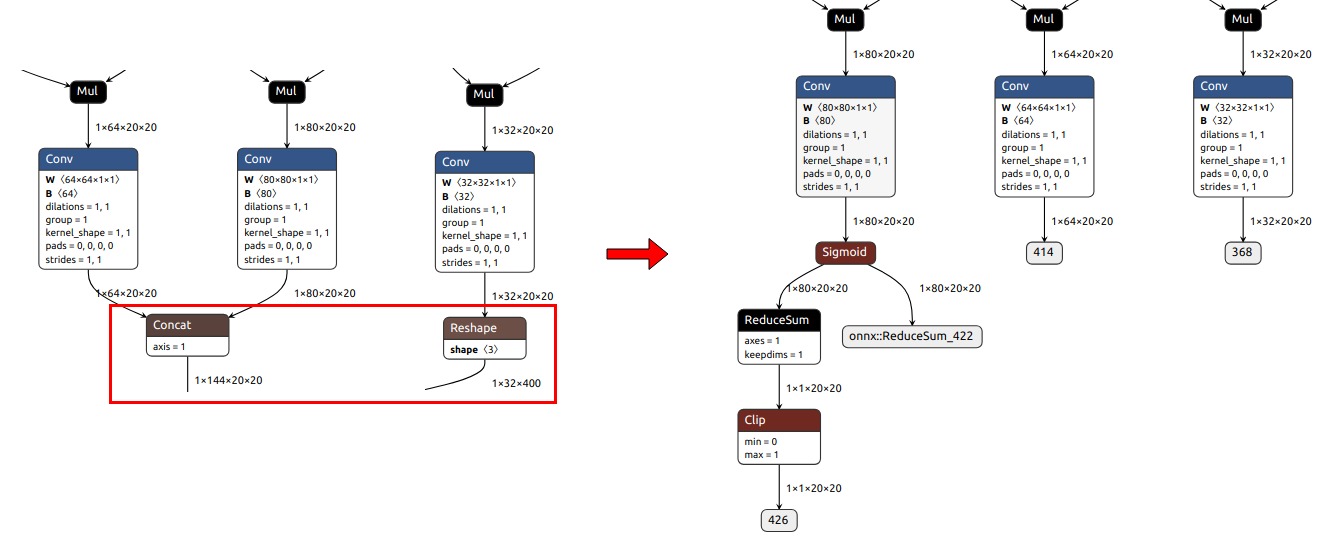 Mul
1×64×20×20
Conv
W 〈64×64×1×1〉
B 〈64〉
dilations = 1, 1
group = 1
kernel_shape = 1, 1
pads = 0, 0, 0, 0
strides = 1, 1
1×64×20×20
Mul
1×80×20×20
Conv
W 〈80×80×1×1〉
B 〈80〉
dilations = 1, 1
group = 1
kernel_shape = 1, 1
pads = 0, 0, 0, 0
strides = 1, 1
1×80×20×20
Concat
axis = 1
1×144×20×20
Mul
1×32×20×20
Conv
W 〈32×32×1×1〉
B 〈32〉
dilations = 1, 1
group = 1
kernel_shape = 1, 1
pads = 0, 0, 0, 0
strides = 1, 1
1×32×20×20
Reshape
shape 〈3〉
1×32×400
Mul
1×80×20×20
Conv
W 〈80×80×1×1〉
B 〈80〉
dilations = 1, 1
group = 1
kernel_shape = 1, 1
pads = 0, 0, 0, 0
strides = 1, 1
1×80×20×20
Sigmoid
1×80×20×20
1×80×20×20
ReduceSum
axes = 1
keepdims = 1
onnx::ReduceSum_422
1×1×20×20
Clip
min = 0
max = 1
1×1×20×20
426
Mul
1×64×20×20
Conv
W 〈64×64×1×1〉
B 〈64〉
dilations = 1, 1
group = 1
kernel_shape = 1, 1
pads = 0, 0, 0, 0
strides = 1, 1
1×64×20×20
414
Mul
1×32×20×20
Conv
W 〈32×32×1×1〉
B 〈32〉
dilations = 1, 1
group = 1
kernel_shape = 1, 1
pads = 0, 0, 0, 0
strides = 1, 1
1×32×20×20
368